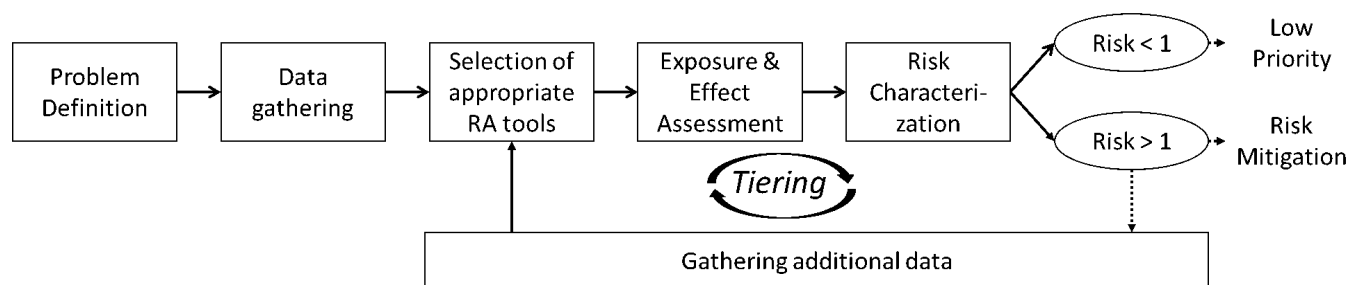 Problem
Definition
Data
gathering
Selection of
appropriate
RA tools
Exposure &
Effect
Assessment
Risk
Characteri-
zation
Risk < 1
Low
Priority
Risk > 1
Risk
Mitigation
Tiering
Gathering additional data